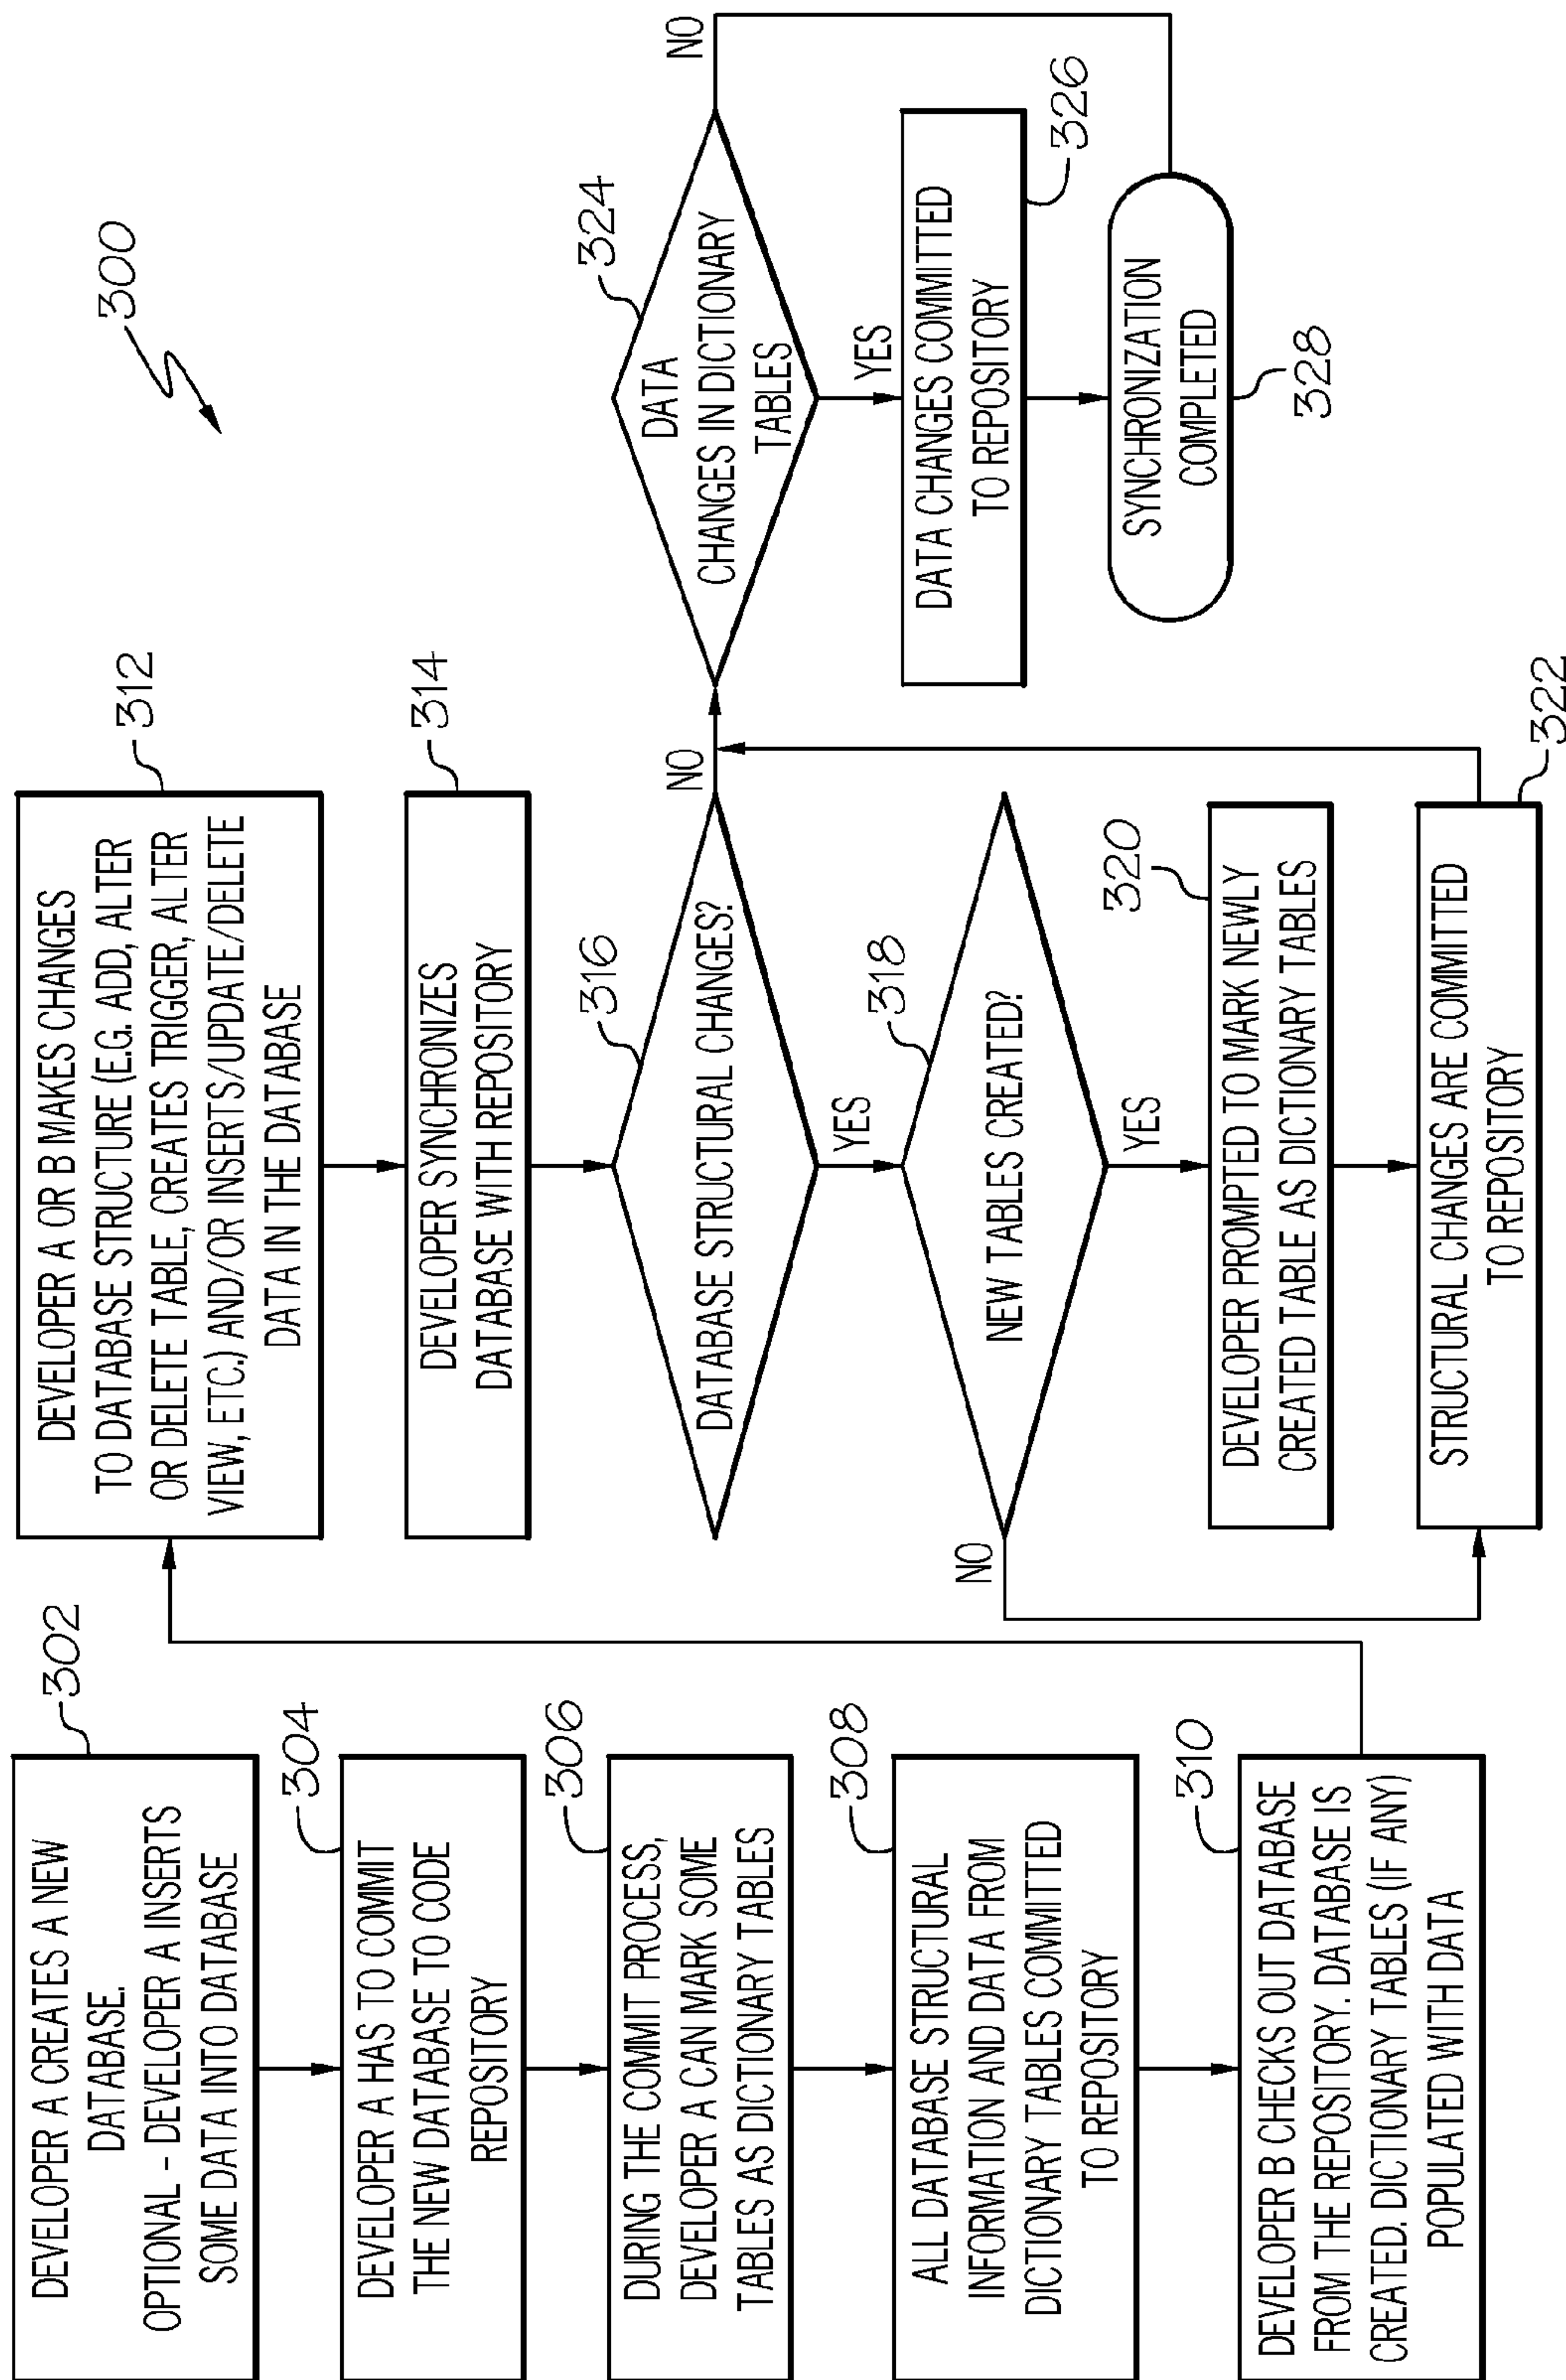 300
302
DEVELOPER A CREATES A NEW
DATABASE.
OPTIONAL - DEVELOPER A INSERTS
SOME DATA INTO DATABASE
304
DEVELOPER A HAS TO COMMIT
THE NEW DATABASE TO CODE
REPOSITORY
306
DURING THE COMMIT PROCESS,
DEVELOPER A CAN MARK SOME
TABLES AS DICTIONARY TABLES
308
ALL DATABASE STRUCTURAL
INFORMATION AND DATA FROM
DICTIONARY TABLES COMMITTED
TO REPOSITORY
310
DEVELOPER B CHECKS OUT DATABASE
FROM THE REPOSITORY. DATABASE IS
CREATED. DICTIONARY TABLES (IF ANY)
POPULATED WITH DATA
312
DEVELOPER A OR B MAKES CHANGES
TO DATABASE STRUCTURE (E.G. ADD, ALTER
OR DELETE TABLE, CREATES TRIGGER, ALTER
VIEW, ETC.) AND/OR INSERTS/UPDATE/DELETE
DATA IN THE DATABASE
314
DEVELOPER SYNCHRONIZES
DATABASE WITH REPOSITORY
316
DATABASE STRUCTURAL CHANGES?
NO
YES
318
NEW TABLES CREATED?
NO
YES
320
DEVELOPER PROMPTED TO MARK NEWLY
CREATED TABLE AS DICTIONARY TABLES
STRUCTURAL CHANGES ARE COMMITTED
TO REPOSITORY
322
324
DATA
CHANGES IN DICTIONARY
TABLES
NO
YES
DATA CHANGES COMMITTED
TO REPOSITORY
326
SYNCHRONIZATION
COMPLETED
328